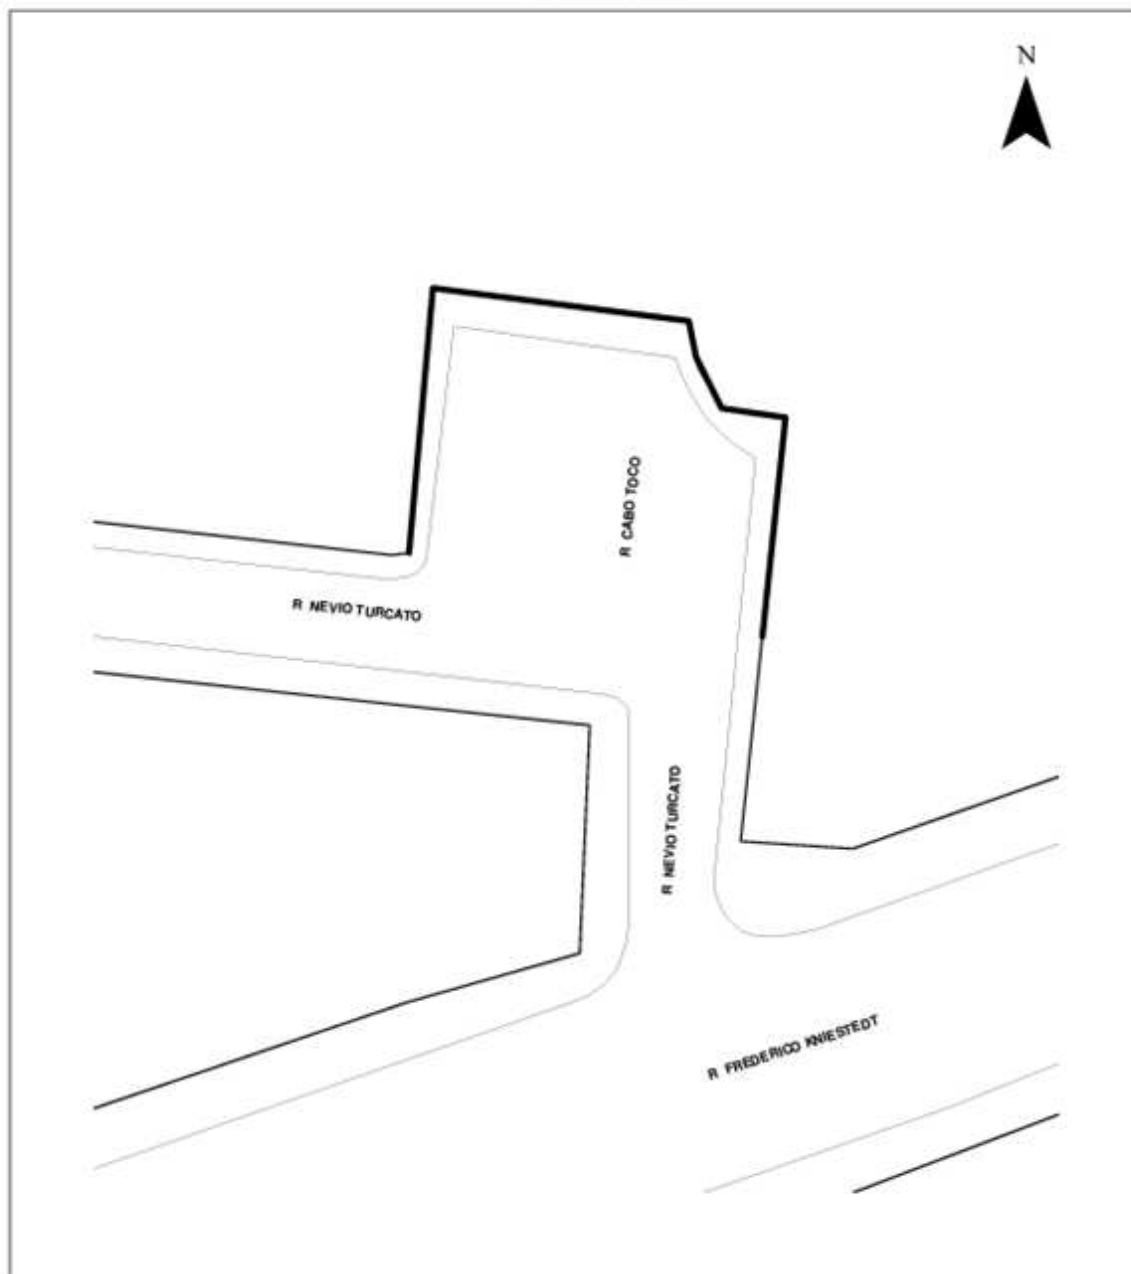 N
R CABO TOCO
R NEVIO TURCATO
R NEVIO TURCATO
R FREDERICO KNIESTEDT